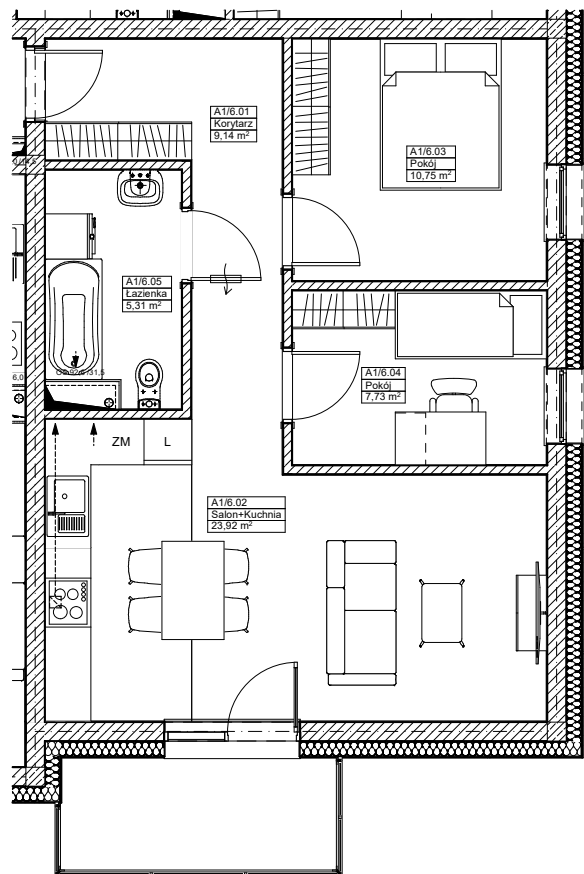 A1/6.01
Korytarz
9,14 m²
A1/6.03
Pokój
10,75 m²
A1/6.05
Łazienka
5,31 m²
A1/6.04
Pokój
7,73 m²
ZM
L
A1/6.02
Salon+Kuchnia
23,92 m²